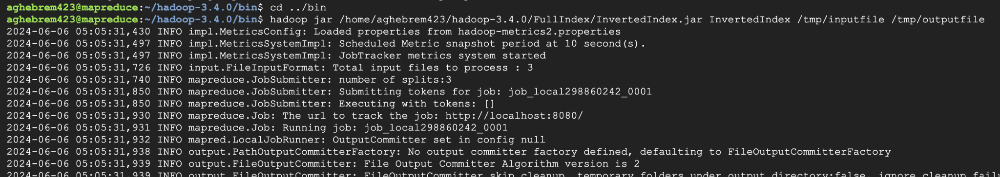 aghebrem423@mapreduce:~/hadoop-3.4.0/bin$ cd ../bin
aghebrem423@mapreduce:~/hadoop-3.4.0/bin$ hadoop jar /home/aghebrem423/hadoop-3.4.0/FullIndex/InvertedIndex.jar InvertedIndex /tmp/inputfile /tmp/outputfile
2024-06-06 05:05:31,430 INFO impl.MetricsConfig: Loaded properties from hadoop-metrics2.properties
2024-06-06 05:05:31,497 INFO impl.MetricsSystemImpl: Scheduled Metric snapshot period at 10 second(s).
2024-06-06 05:05:31,497 INFO impl.MetricsSystemImpl: JobTracker metrics system started
2024-06-06 05:05:31,726 INFO input.FileInputFormat: Total input files to process : 3
2024-06-06 05:05:31,740 INFO mapreduce.JobSubmitter: number of splits:3
2024-06-06 05:05:31,850 INFO mapreduce.JobSubmitter: Submitting tokens for job: job_local298860242_0001
2024-06-06 05:05:31,850 INFO mapreduce.JobSubmitter: Executing with tokens: []
2024-06-06 05:05:31,930 INFO mapreduce.Job: The url to track the job: http://localhost:8080/
2024-06-06 05:05:31,931 INFO mapreduce.Job: Running job: job_local298860242_0001
2024-06-06 05:05:31,932 INFO mapred.LocalJobRunner: OutputCommitter set in config null
2024-06-06 05:05:31,938 INFO output.PathOutputCommitterFactory: No output committer factory defined, defaulting to FileOutputCommitterFactory
2024-06-06 05:05:31,939 INFO output.FileOutputCommitter: File Output Committer Algorithm version is 2
2024-06-06 05:05:31,939 INFO output.FileOutputCommitter: FileOutputCommitter skip cleanup _temporary folders under output directory:false, ignore cleanup